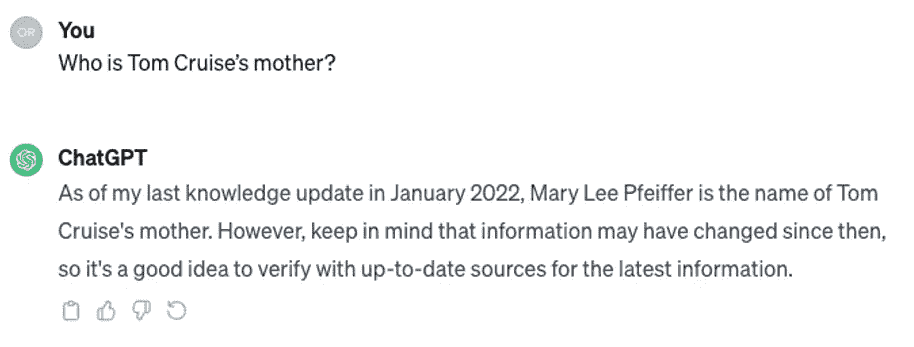 OR
You
Who is Tom Cruise’s mother?
ChatGPT
As of my last knowledge update in January 2022, Mary Lee Pfeiffer is the name of Tom
Cruise's mother. However, keep in mind that information may have changed since then,
so it's a good idea to verify with up-to-date sources for the latest information.